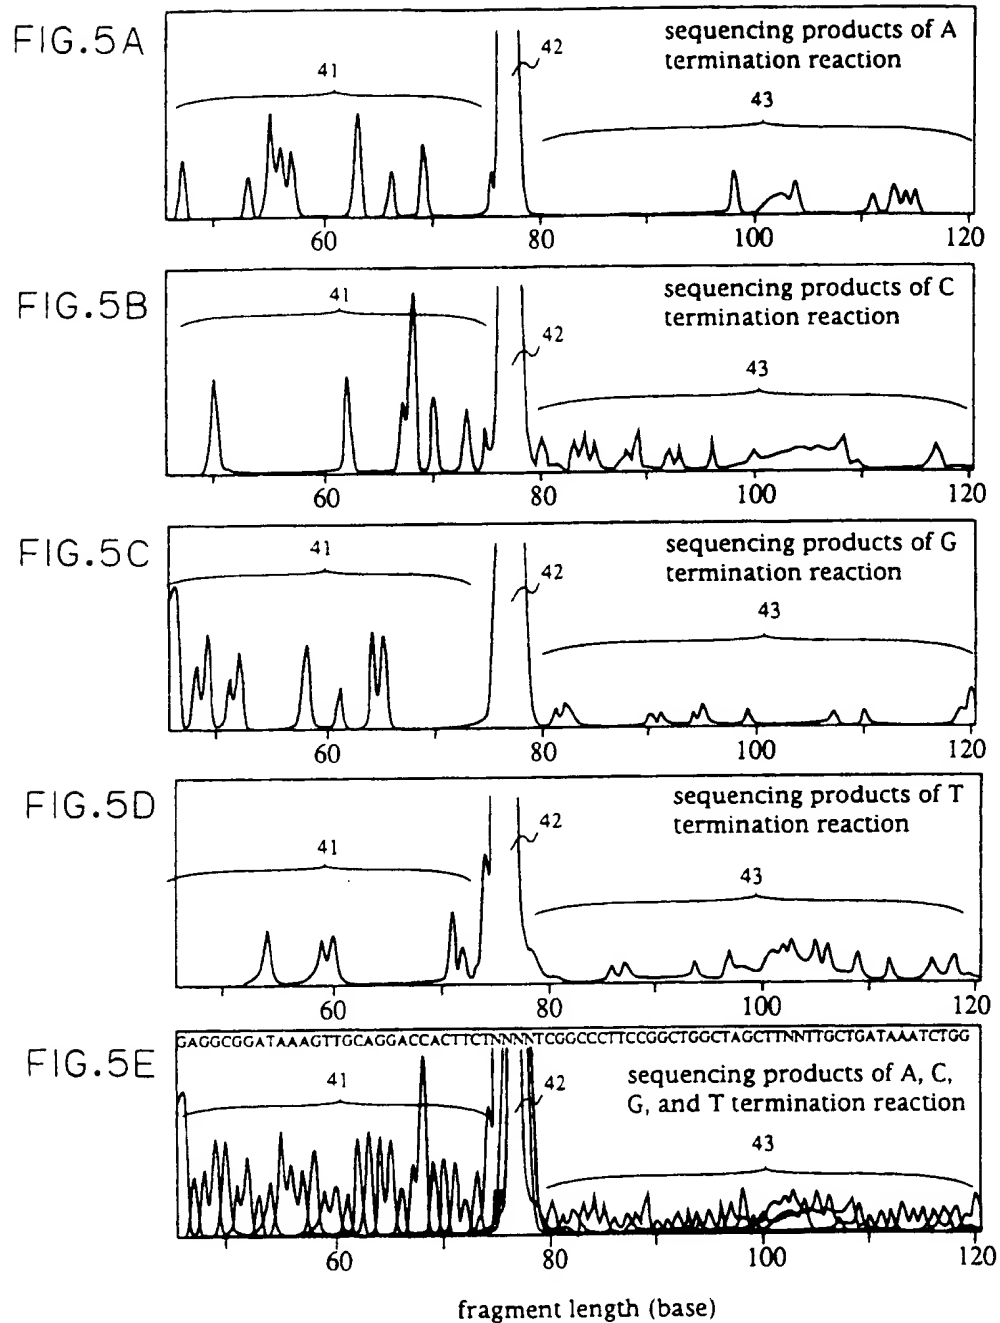 FIG.5A
sequencing products of A
termination reaction
41
42
43
60
80
100
120
FIG.5B
sequencing products of C
termination reaction
41
42
43
60
80
100
120
FIG.5C
sequencing products of G
termination reaction
41
42
43
60
80
100
120
FIG.5D
sequencing products of T
termination reaction
41
42
43
60
80
100
120
FIG.5E
GAGGCGGATAAAGTTGCAGGACCACTTCTNNNNTCGGCCCTTCCGGCTGGCTAGCTTNNTTGCTGATAAATCTGG
sequencing products of A, C,
G, and T termination reaction
41
42
43
60
80
100
120
fragment length (base)